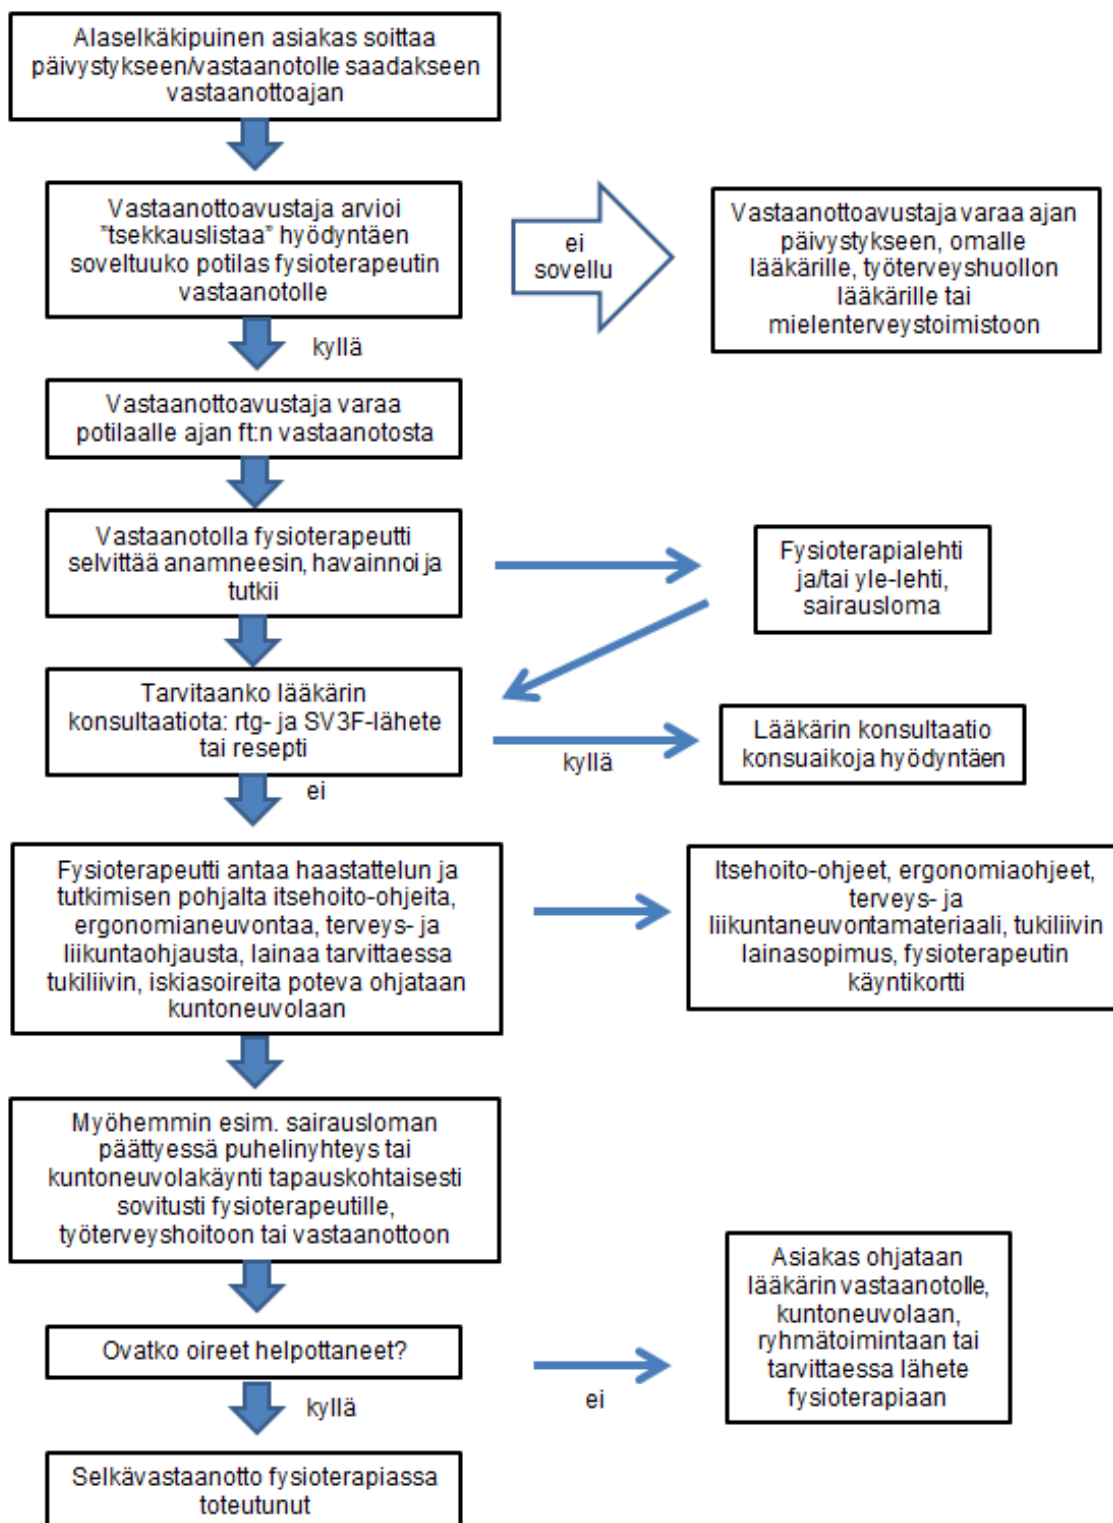 Alaselkäkipuinen asiakas soittaa
päivystykseen/vastaanotolle saadakseen
vastaanottoajan
Vastaanottoavustaja arvioi
"tsekkauslistaa" hyödyntäen
soveltuuko potilas fysioterapeutin
vastaanotolle
ei
sovellu
Vastaanottoavustaja varaa ajan
päivystykseen, omalle
lääkärille, työterveyshuollon
lääkärille tai
mielenterveystoimistoon
kyllä
Vastaanottoavustaja varaa
potilaalle ajan ft:n vastaanotosta
Vastaanotolla fysioterapeutti
selvittää anamneesin, havainnoi ja
tutkii
Fysioterapialehti
ja/tai yle-lehti,
sairausloma
Tarvitaanko lääkärin
konsultaatiota: rtg- ja SV3F-lähete
tai resepti
kyllä
Lääkärin konsultaatio
konsuaikoja hyödyntäen
ei
Fysioterapeutti antaa haastattelun ja
tutkimisen pohjalta itsehoito-ohjeita,
ergonomianeuvontaa, terveys- ja
liikuntaohjausta, lainaa tarvittaessa
tukiliivin, iskiasoireita poteva ohjataan
kuntoneuvolaan
Itsehoito-ohjeet, ergonomiaohjeet,
terveys- ja
liikuntaneuvontamateriaali, tukiliivin
lainasopimus, fysioterapeutin
käyntikortti
Myöhemmin esim. sairausloman
päättyessä puhelinyhteys tai
kuntoneuvolakäynti tapauskohtaisesti
sovitusti fysioterapeutille,
työterveyshoitoon tai vastaanottoon
Ovatko oireet helpottaneet?
ei
Asiakas ohjataan
lääkärin vastaanotolle,
kuntoneuvolaan,
ryhmätoimintaan tai
tarvittaessa lähete
fysioterapiaan
kyllä
Selkävastaanotto fysioterapiassa
toteutunut